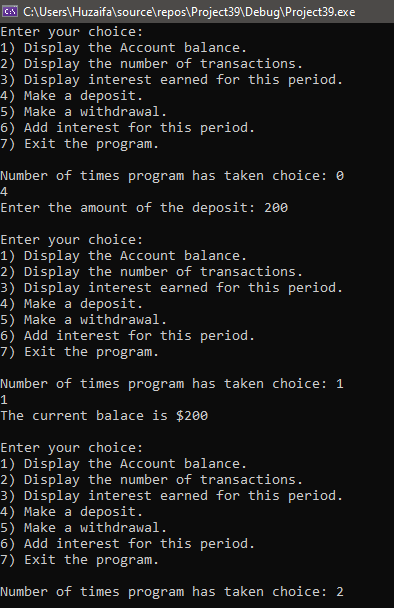 C:\Users\Huzaifa\source\repos\Project39\Debug\Project39.exe
Enter your choice:
1) Display the Account balance.
2) Display the number of transactions.
3) Display interest earned for this period.
4) Make a deposit.
5) Make a withdrawal.
6) Add interest for this period.
7) Exit the program.
Number of times program has taken choice: 0
4
Enter the amount of the deposit: 200
Enter your choice:
1) Display the Account balance.
2) Display the number of transactions.
3) Display interest earned for this period.
4) Make a deposit.
5) Make a withdrawal.
6) Add interest for this period.
7) Exit the program.
Number of times program has taken choice: 1
1
The current balace is $200
Enter your choice:
1) Display the Account balance.
2) Display the number of transactions.
3) Display interest earned for this period.
4) Make a deposit.
5) Make a withdrawal.
6) Add interest for this period.
7) Exit the program.
Number of times program has taken choice: 2